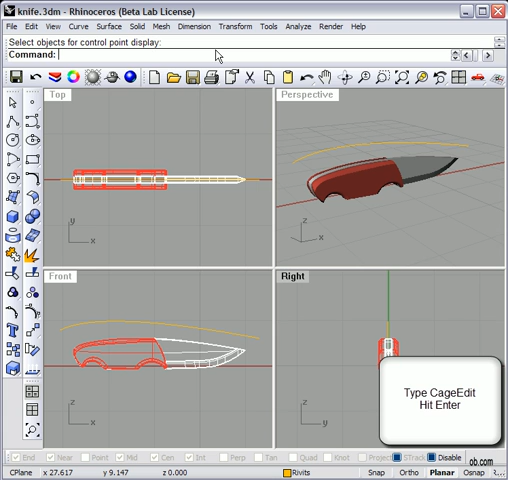 knife.3dm - Rhinoceros (Beta Lab License)
File Edit View Curve Surface Solid Mesh Dimension Transform Tools Analyze Render Help
Select objects for control point display:
Command:
Top
Perspective
y
x
z
x
Front
Right
z
x
z
y
Type CageEdit
Hit Enter
End Near Point Mid Cen Int Perp Tan Quad Knot Project STrack Disable
ob.com
CPlane x 27.617 y 9.147 z 0.000 Rivits Snap Ortho Planar Osnap